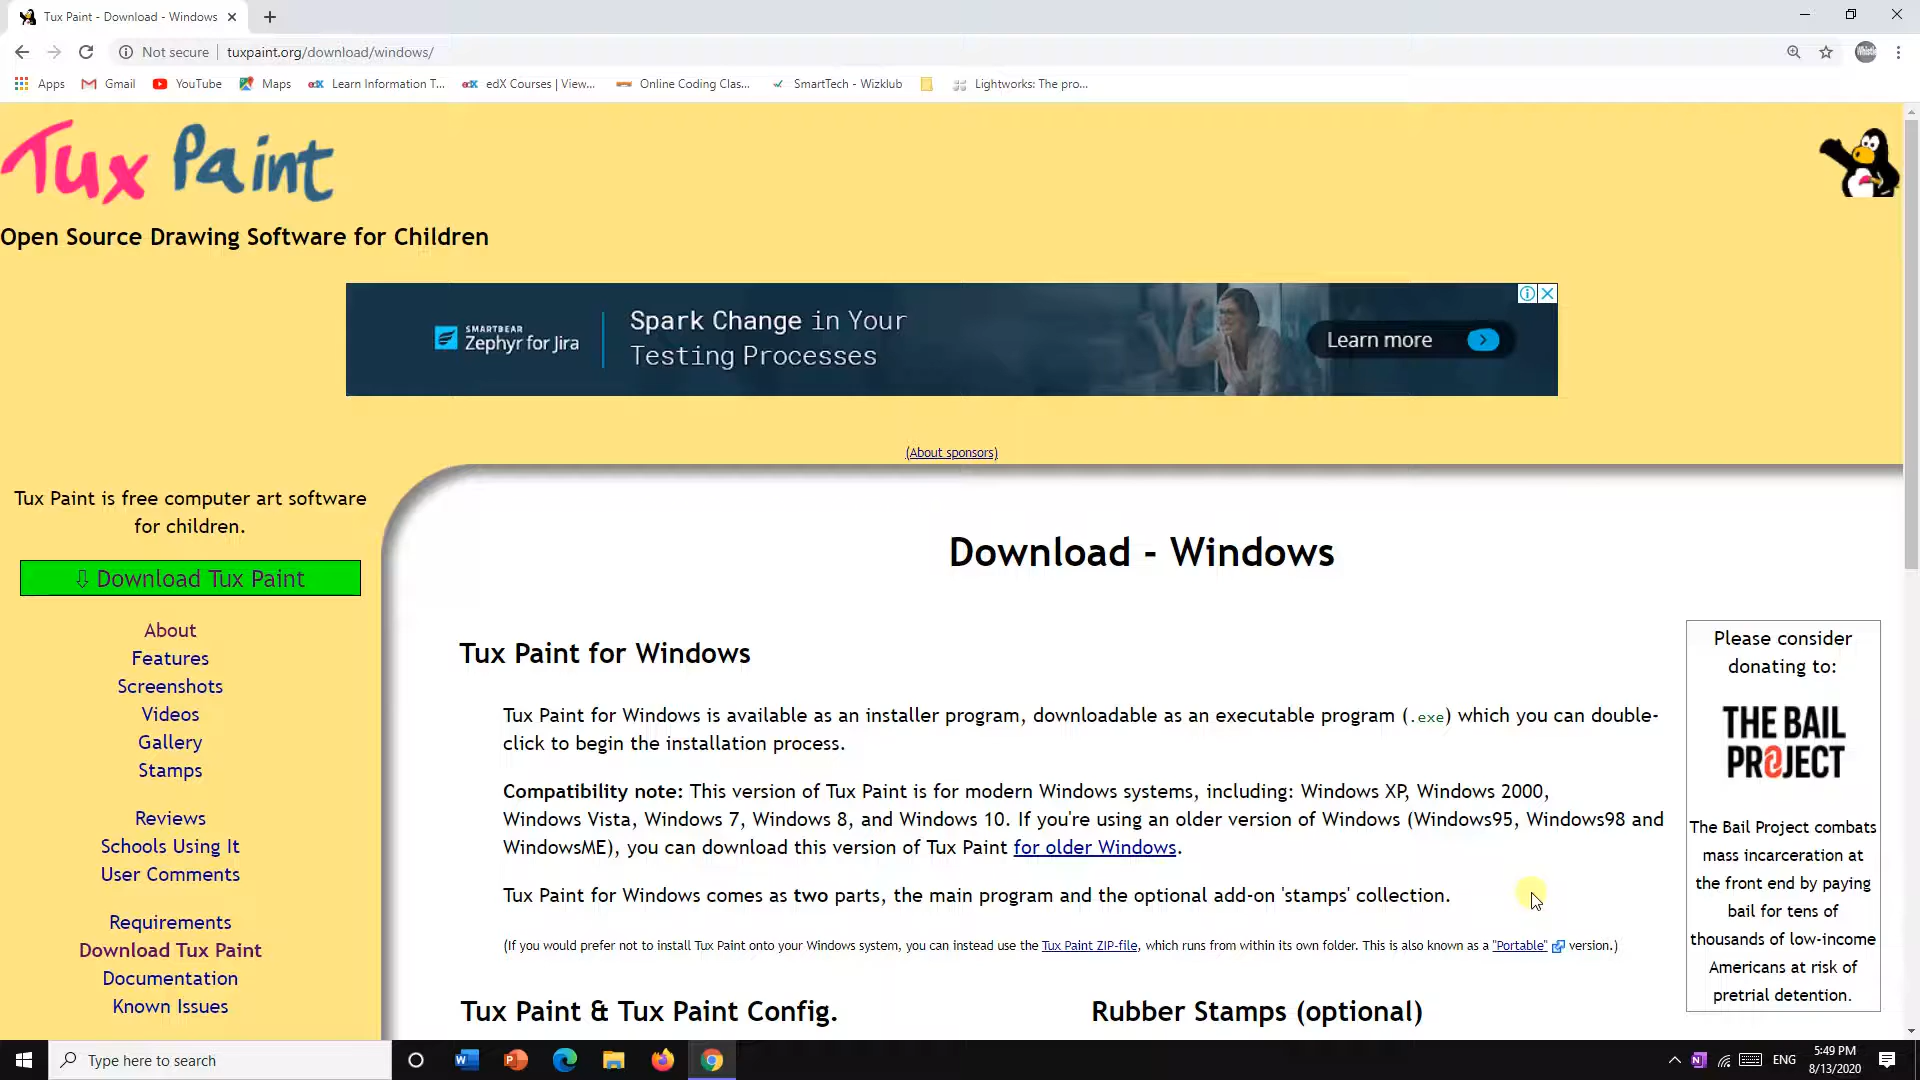 Tux Paint - Download - Windows
Not secure
tuxpaint.org/download/windows/
Apps
Gmail
YouTube
Maps
Learn Information T...
edX Courses | View...
Online Coding Clas...
SmartTech - Wizklub
Lightworks: The pro...
Tux Paint
Open Source Drawing Software for Children
SMARTBEAR
Zephyr for Jira
Spark Change in Your
Testing Processes
Learn more
(About sponsors)
Tux Paint is free computer art software
for children.
⇩ Download Tux Paint
About
Features
Screenshots
Videos
Gallery
Stamps
Reviews
Schools Using It
User Comments
Requirements
Download Tux Paint
Documentation
Known Issues
Download - Windows
Tux Paint for Windows
Tux Paint for Windows is available as an installer program, downloadable as an executable program (.exe) which you can double-
click to begin the installation process.
Compatibility note: This version of Tux Paint is for modern Windows systems, including: Windows XP, Windows 2000,
Windows Vista, Windows 7, Windows 8, and Windows 10. If you're using an older version of Windows (Windows95, Windows98 and
WindowsME), you can download this version of Tux Paint for older Windows.
Tux Paint for Windows comes as two parts, the main program and the optional add-on 'stamps' collection.
(If you would prefer not to install Tux Paint onto your Windows system, you can instead use the Tux Paint ZIP-file, which runs from within its own folder. This is also known as a "Portable" version.)
Tux Paint & Tux Paint Config.
Rubber Stamps (optional)
Please consider
donating to:
THE BAIL
PROJECT
The Bail Project combats
mass incarceration at
the front end by paying
bail for tens of
thousands of low-income
Americans at risk of
pretrial detention.
Type here to search
ENG
5:49 PM
8/13/2020